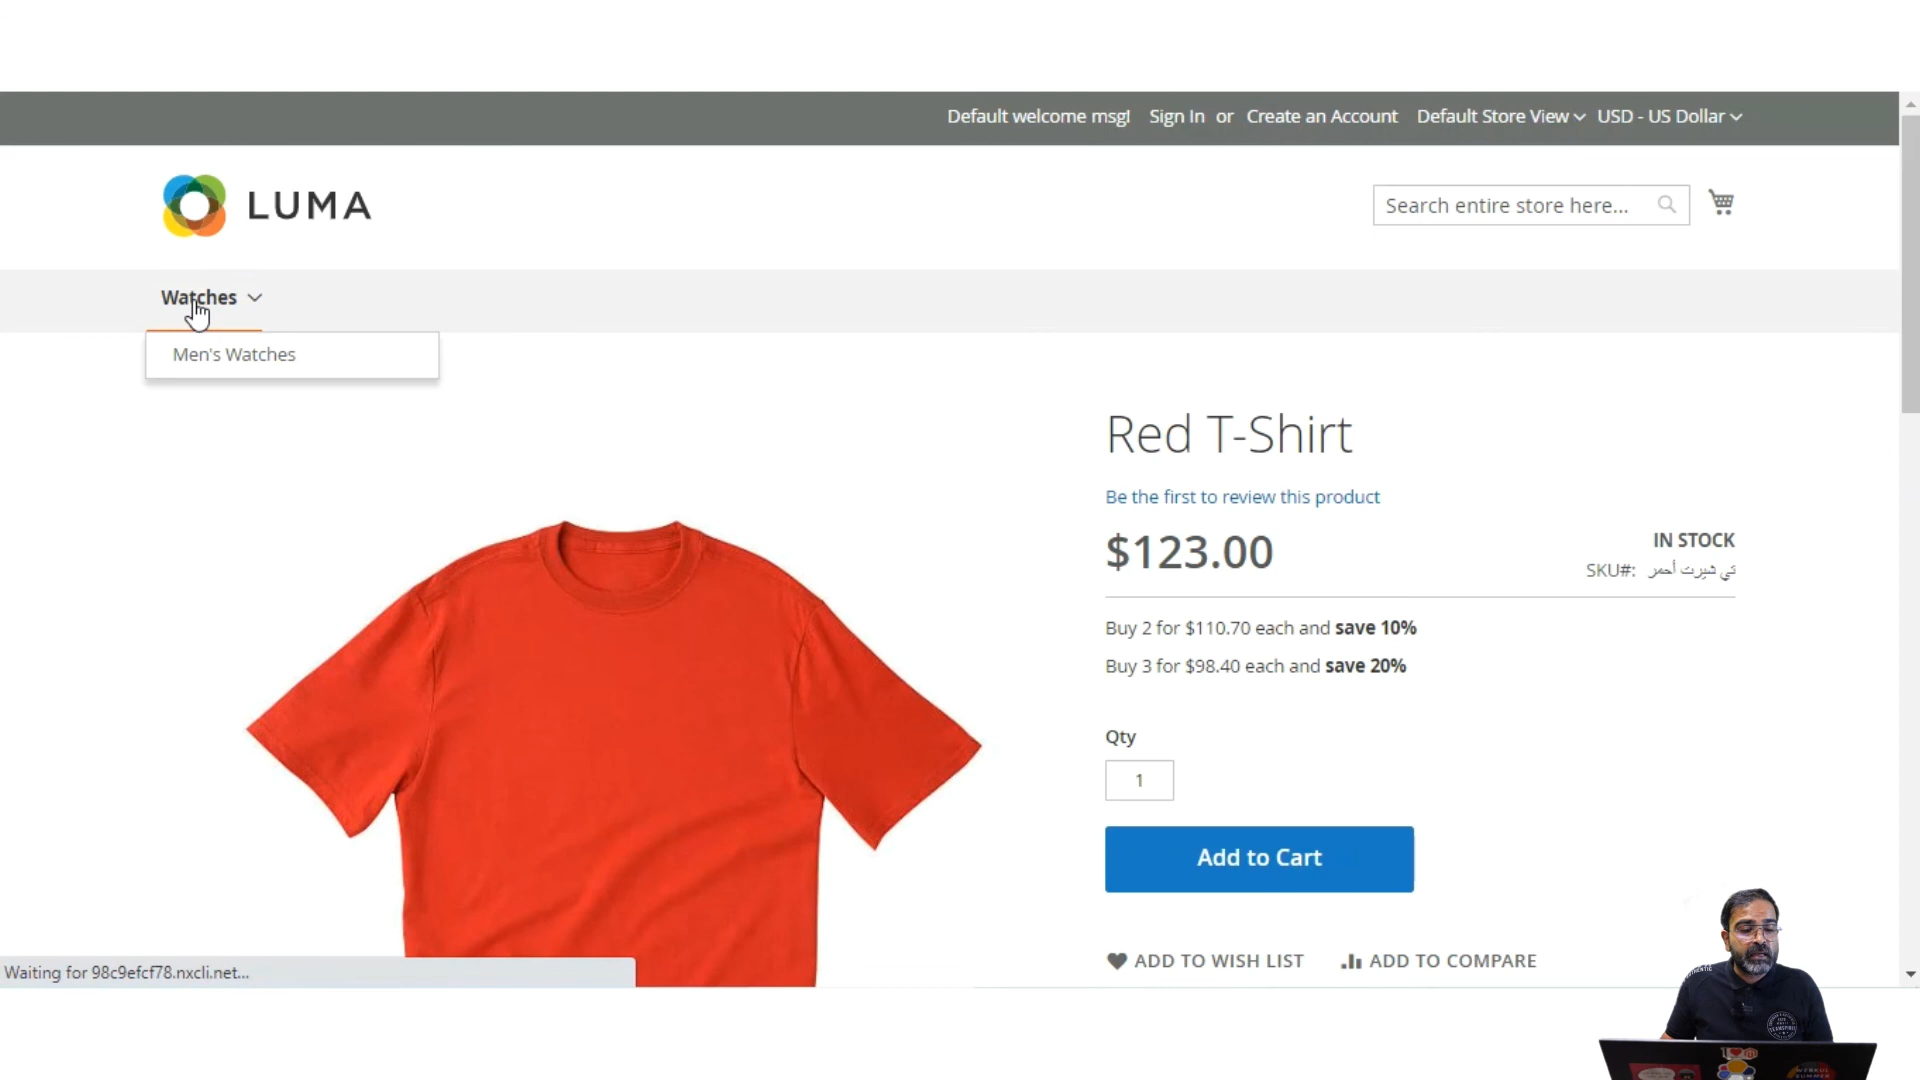 Default welcome msg! Sign In or Create an Account Default Store View USD - US Dollar
LUMA
Search entire store here...
Watches
Men's Watches
Red T-Shirt
Be the first to review this product
$123.00
IN STOCK
SKU#: تي شيرت أحمر
Buy 2 for $110.70 each and save 10%
Buy 3 for $98.40 each and save 20%
Qty
1
Add to Cart
ADD TO WISH LIST ADD TO COMPARE
Waiting for 98c9efcf78.nxcli.net...